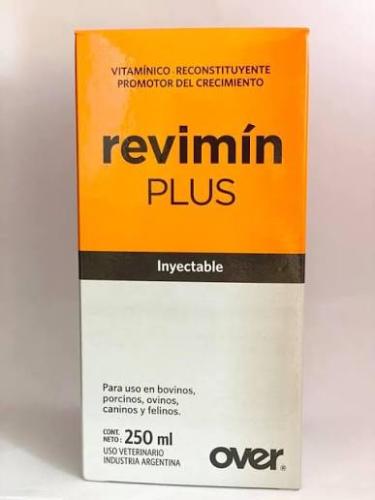 VITAMÍNICO - RECONSTITUYENTE
PROMOTOR DEL CRECIMIENTO
revimín
PLUS
Inyectable
Para uso en bovinos,
porcinos, ovinos,
caninos y felinos.
CONT.
NETO: 250 ml
USO VETERINARIO
INDUSTRIA ARGENTINA
over®